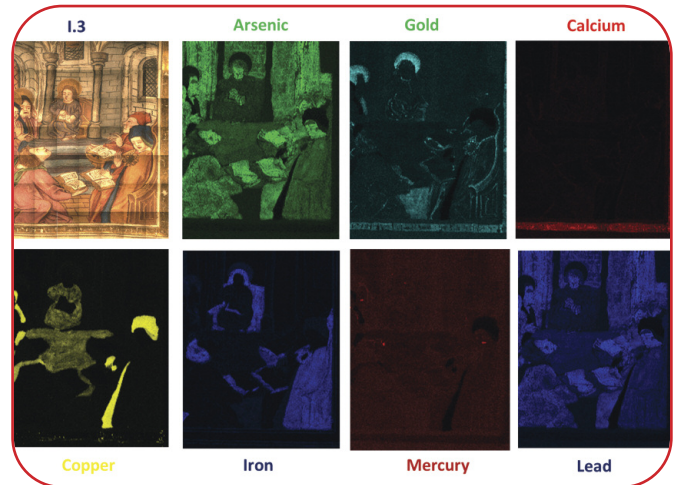 I.3
Arsenic
Gold
Calcium
Copper
Iron
Mercury
Lead